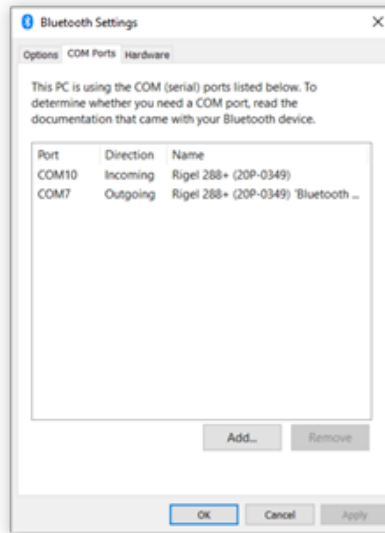 Bluetooth Settings
Options COM Ports Hardware
This PC is using the COM (serial) ports listed below. To
determine whether you need a COM port, read the
documentation that came with your Bluetooth device.
Port Direction Name
COM10 Incoming Rigel 288+ (20P-0349)
COM7 Outgoing Rigel 288+ (20P-0349) 'Bluetooth ...
Add... Remove
OK Cancel Apply